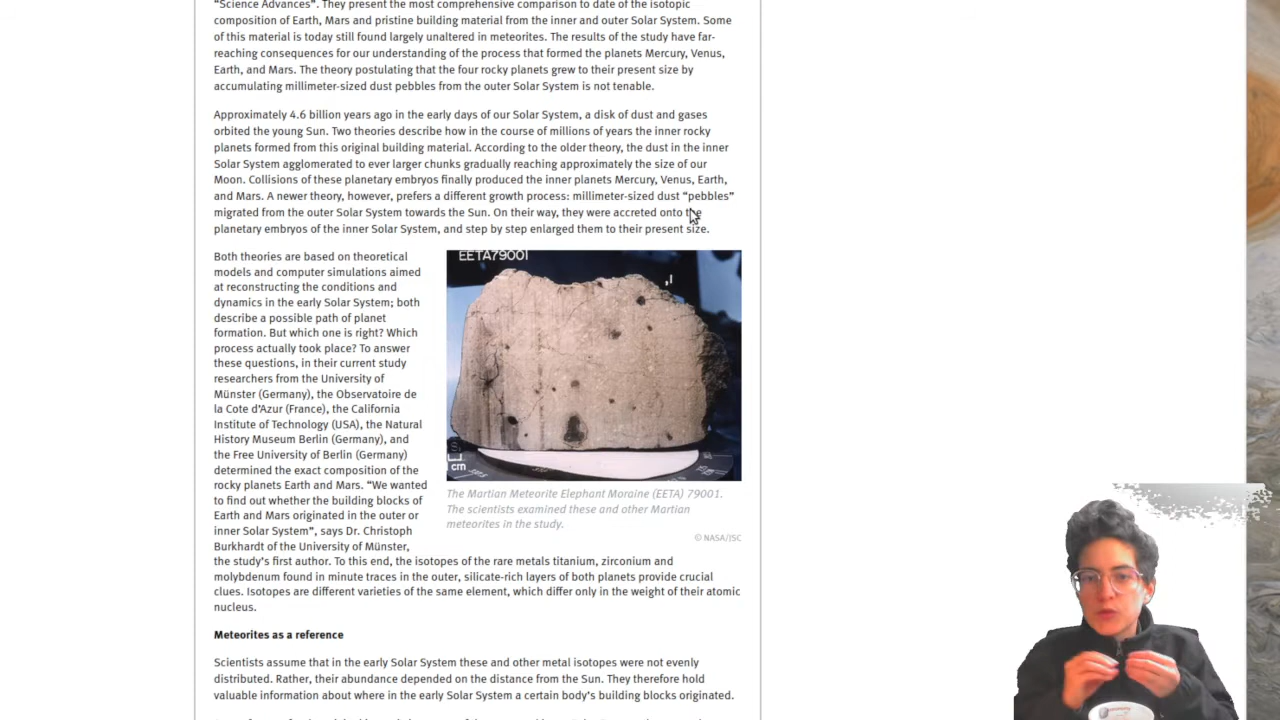 "Science Advances". They present the most comprehensive comparison to date of the isotopic
composition of Earth, Mars and pristine building material from the inner and outer Solar System. Some
of this material is today still found largely unaltered in meteorites. The results of the study have far-
reaching consequences for our understanding of the process that formed the planets Mercury, Venus,
Earth, and Mars. The theory postulating that the four rocky planets grew to their present size by
accumulating millimeter-sized dust pebbles from the outer Solar System is not tenable.
Approximately 4.6 billion years ago in the early days of our Solar System, a disk of dust and gases
orbited the young Sun. Two theories describe how in the course of millions of years the inner rocky
planets formed from this original building material. According to the older theory, the dust in the inner
Solar System agglomerated to ever larger chunks gradually reaching approximately the size of our
Moon. Collisions of these planetary embryos finally produced the inner planets Mercury, Venus, Earth,
and Mars. A newer theory, however, prefers a different growth process: millimeter-sized dust “pebbles”
migrated from the outer Solar System towards the Sun. On their way, they were accreted onto the
planetary embryos of the inner Solar System, and step by step enlarged them to their present size.
Both theories are based on theoretical
models and computer simulations aimed
at reconstructing the conditions and
dynamics in the early Solar System; both
describe a possible path of planet
formation. But which one is right? Which
process actually took place? To answer
these questions, in their current study
researchers from the University of
Münster (Germany), the Observatoire de
la Cote d’Azur (France), the California
Institute of Technology (USA), the Natural
History Museum Berlin (Germany), and
the Free University of Berlin (Germany)
determined the exact composition of the
rocky planets Earth and Mars. “We wanted
to find out whether the building blocks of
Earth and Mars originated in the outer or
inner Solar System”, says Dr. Christoph
Burkhardt of the University of Münster,
the study’s first author. To this end, the isotopes of the rare metals titanium, zirconium and
molybdenum found in minute traces in the outer, silicate-rich layers of both planets provide crucial
clues. Isotopes are different varieties of the same element, which differ only in the weight of their atomic
nucleus.
EETA79001
1 cm
The Martian Meteorite Elephant Moraine (EETA) 79001.
The scientists examined these and other Martian
meteorites in the study.
© NASA/JSC
Meteorites as a reference
Scientists assume that in the early Solar System these and other metal isotopes were not evenly
distributed. Rather, their abundance depended on the distance from the Sun. They therefore hold
valuable information about where in the early Solar System a certain body’s building blocks originated.